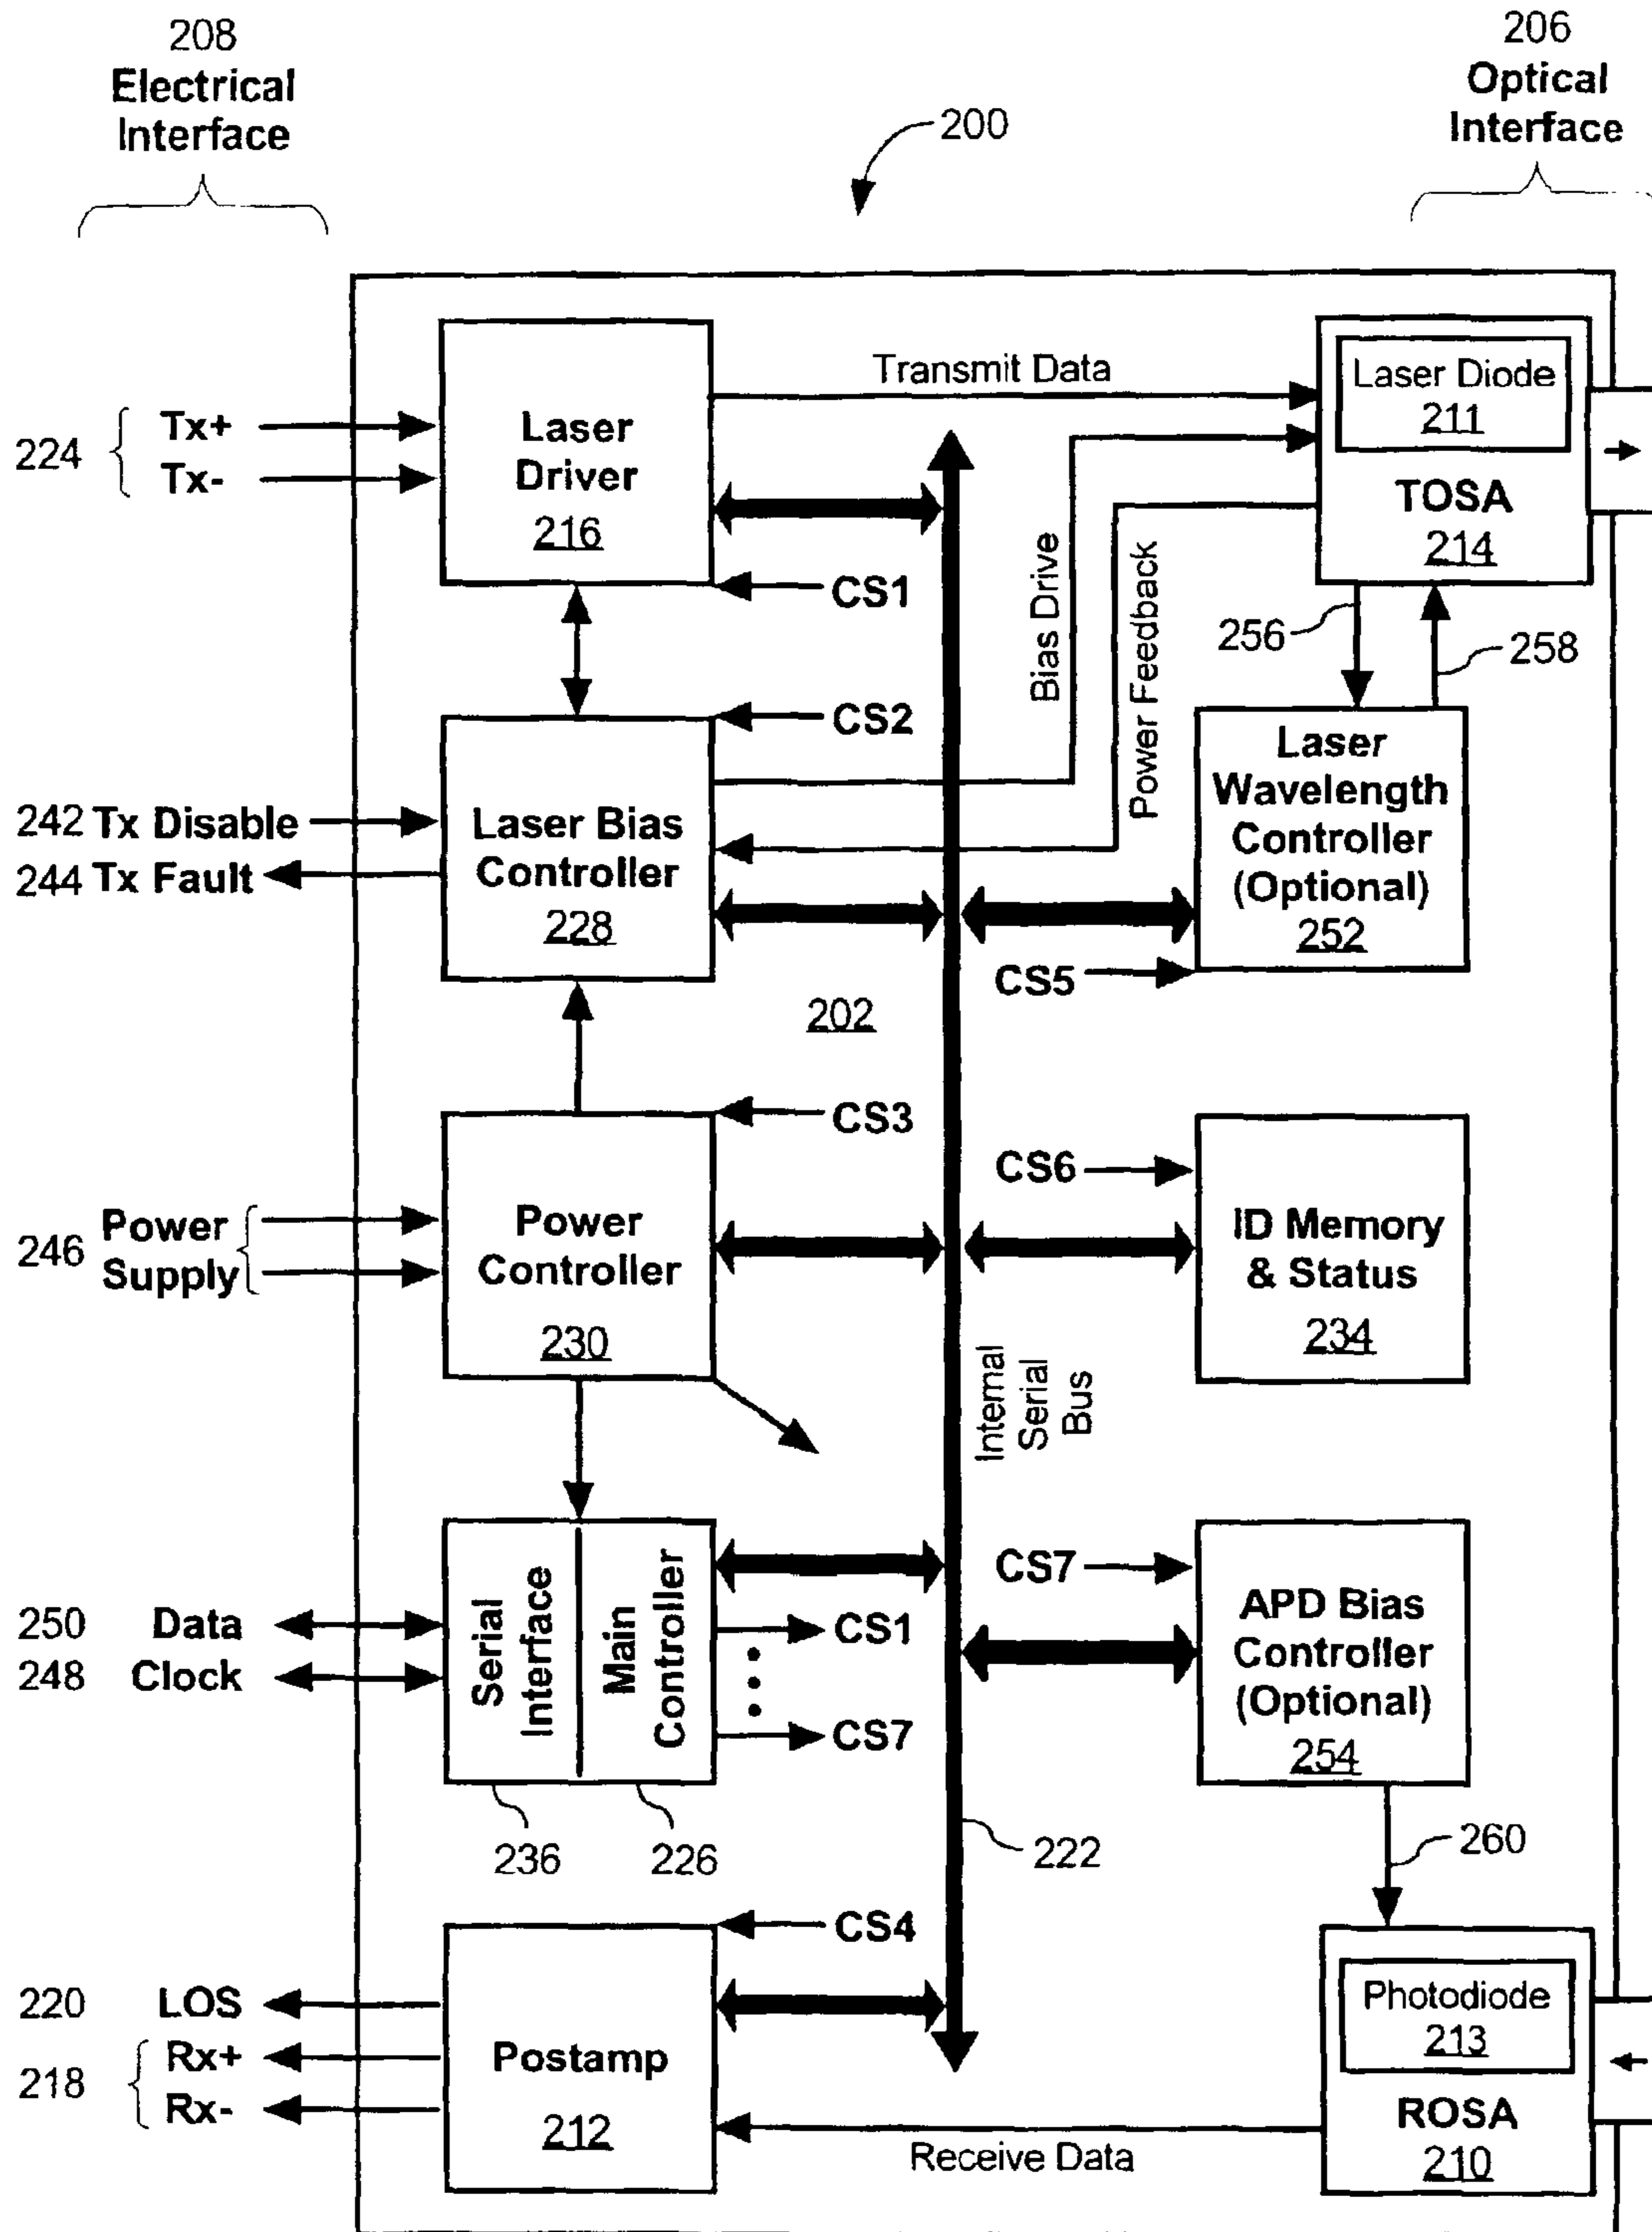 208
Electrical
Interface
206
Optical
Interface
200
224
Tx+
Tx-
Laser
Driver
216
Transmit Data
Laser Diode
211
TOSA
214
CS1
Bias Drive
Power Feedback
256
258
CS2
242 Tx Disable
244 Tx Fault
Laser Bias
Controller
228
Laser
Wavelength
Controller
(Optional)
252
CS5
202
CS3
246
Power
Supply
Power
Controller
230
CS6
ID Memory
& Status
234
Internal
Serial
Bus
250 Data
248 Clock
Serial
Interface
Main
Controller
CS1
CS7
CS7
APD Bias
Controller
(Optional)
254
236
226
222
260
CS4
220 LOS
218
Rx+
Rx-
Postamp
212
Receive Data
Photodiode
213
ROSA
210